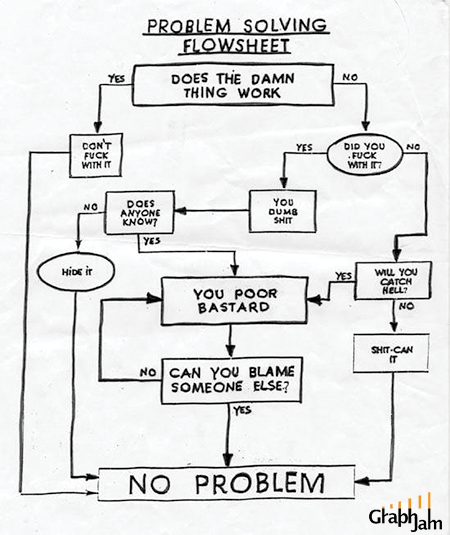 PROBLEM SOLVING
FLOWSHEET
YES
DOES THE DAMN
THING WORK
NO
DON'T
FUCK
WITH IT
DID YOU
FUCK
WITH IT?
YES
NO
YOU
DUMB
SHIT
DOES
ANYONE
KNOW?
NO
YES
HIDE IT
WILL YOU
CATCH
HELL?
YES
NO
YOU POOR
BASTARD
SHIT-CAN
IT
CAN YOU BLAME
SOMEONE ELSE?
NO
YES
NO PROBLEM
GraphJam